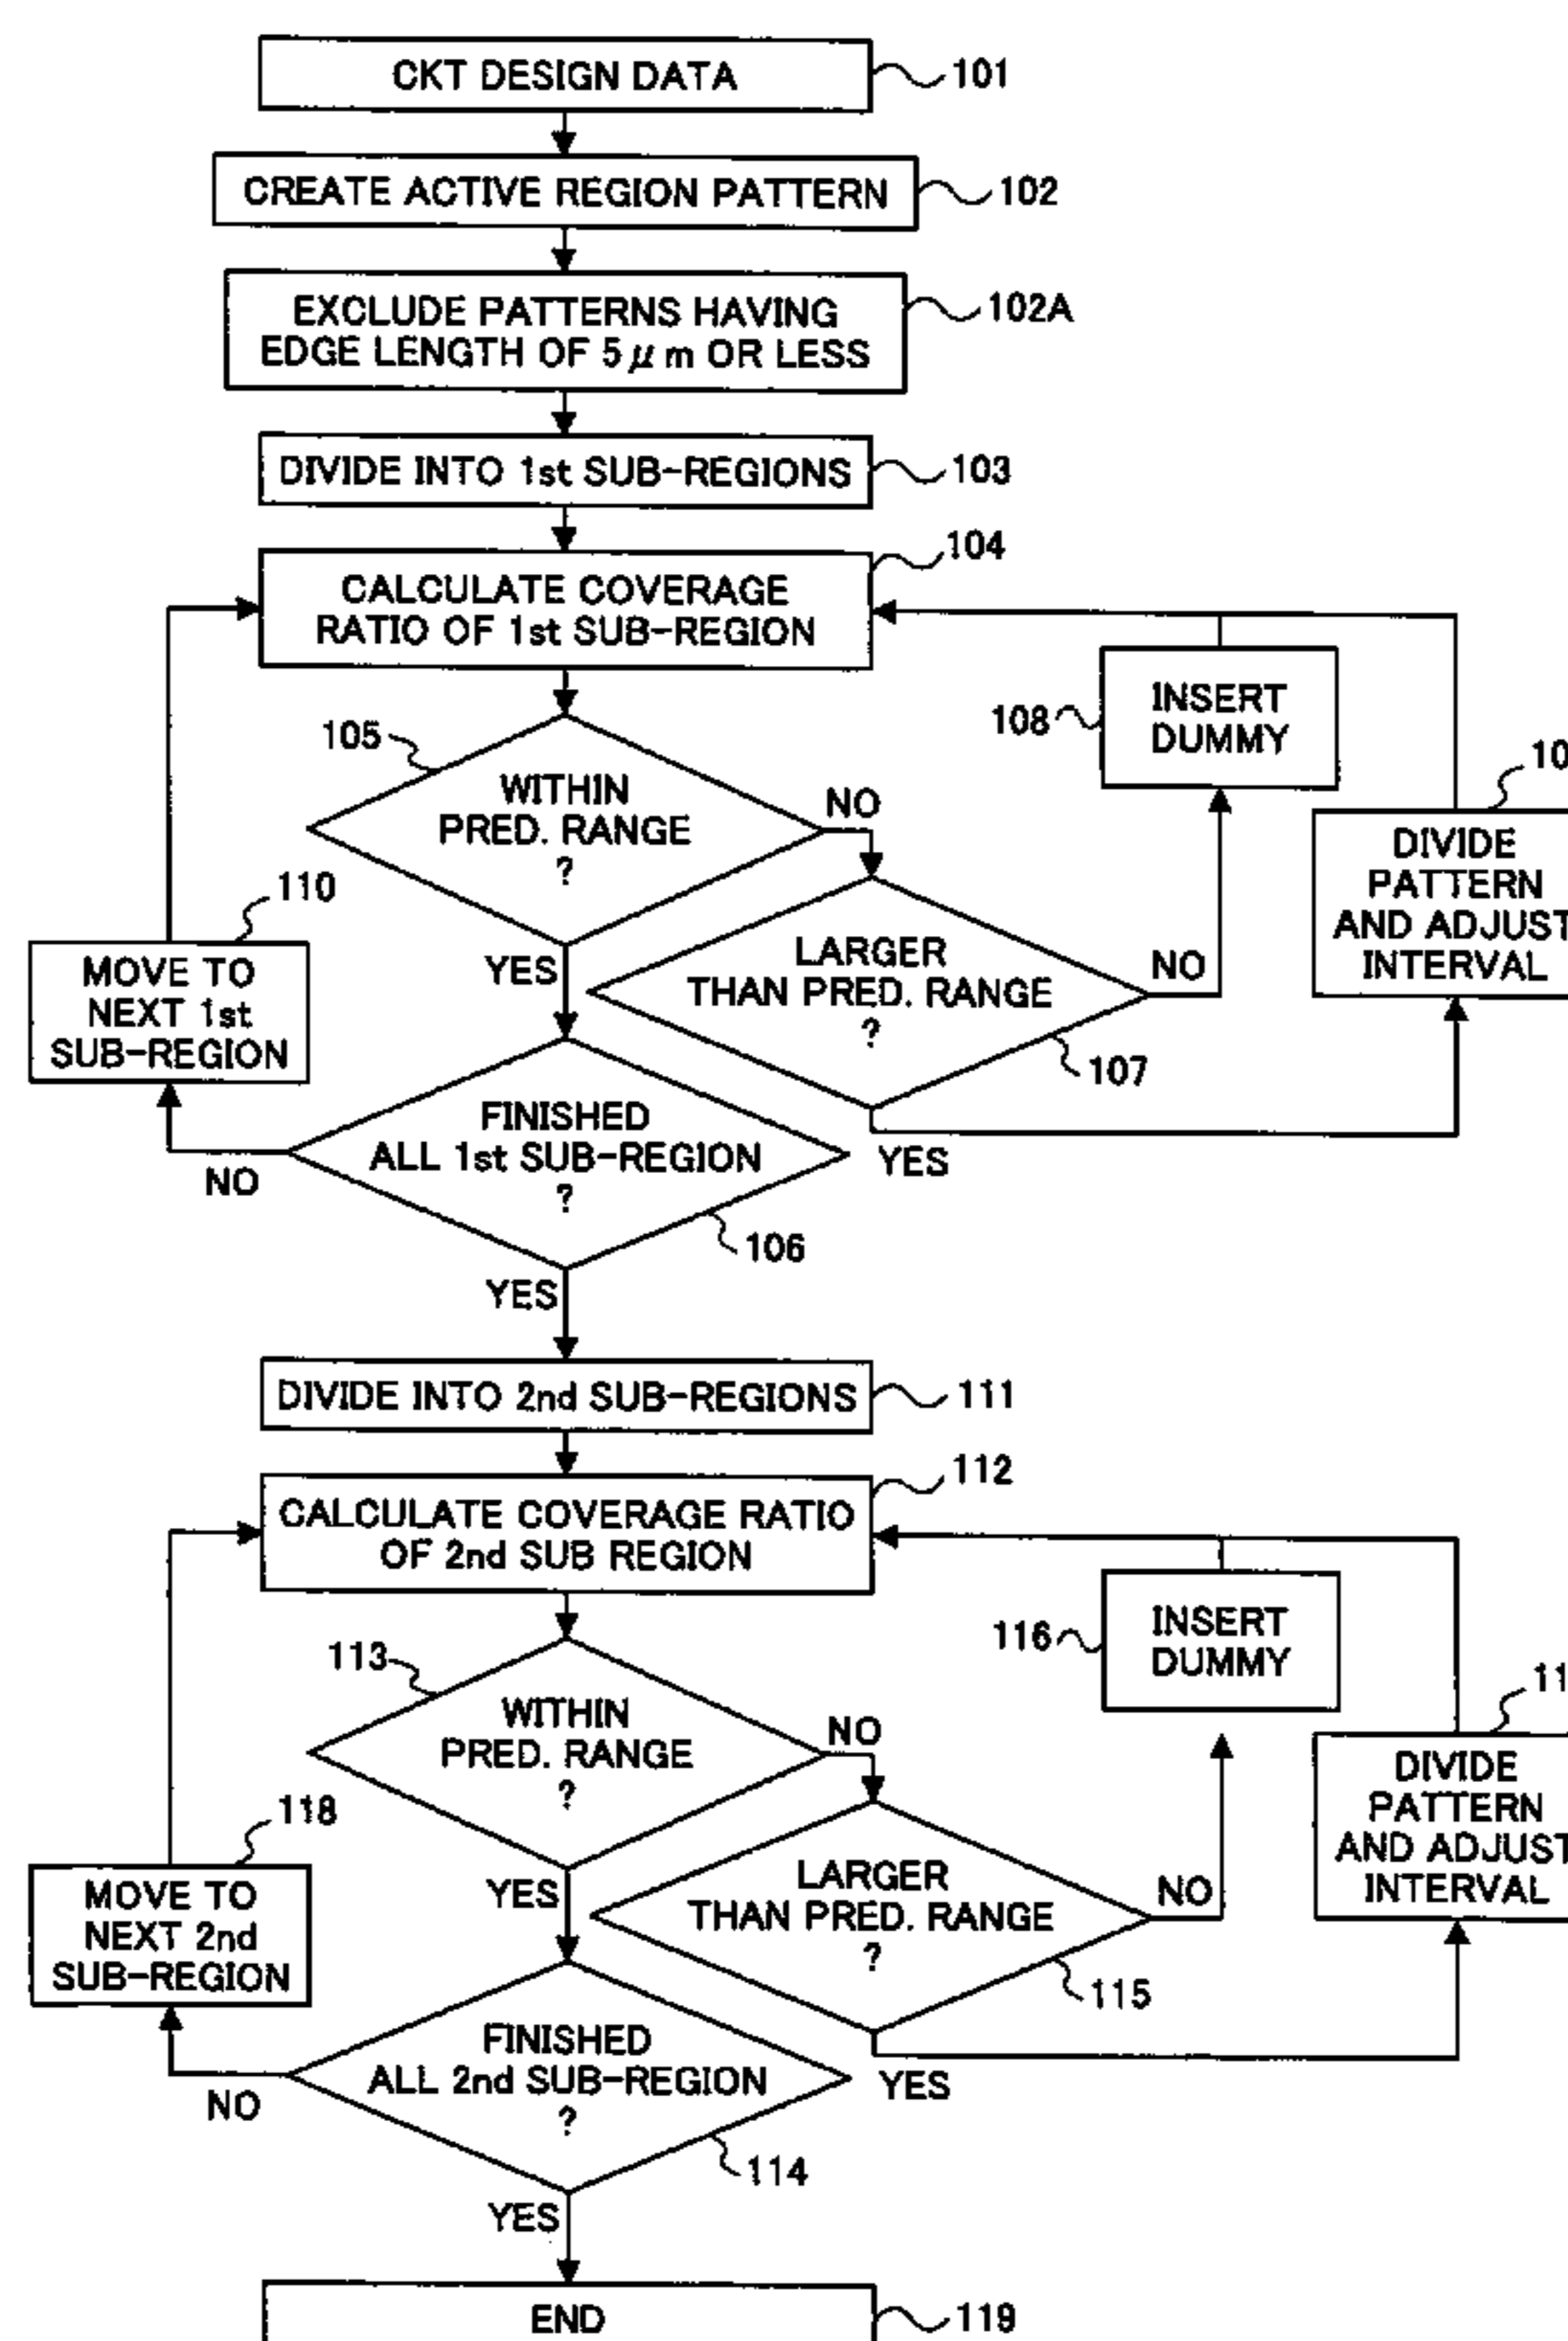 CKT DESIGN DATA
101
CREATE ACTIVE REGION PATTERN
102
EXCLUDE PATTERNS HAVING
EDGE LENGTH OF 5μm OR LESS
102A
DIVIDE INTO 1st SUB-REGIONS
103
104
CALCULATE COVERAGE
RATIO OF 1st SUB-REGION
108
INSERT
DUMMY
105
WITHIN
PRED. RANGE
?
NO
10
DIVIDE
PATTERN
AND ADJUST
INTERVAL
110
MOVE TO
NEXT 1st
SUB-REGION
YES
LARGER
THAN PRED. RANGE
?
NO
107
FINISHED
ALL 1st SUB-REGION
?
NO
YES
106
YES
DIVIDE INTO 2nd SUB-REGIONS
111
112
CALCULATE COVERAGE RATIO
OF 2nd SUB REGION
116
INSERT
DUMMY
113
WITHIN
PRED. RANGE
?
NO
11
DIVIDE
PATTERN
AND ADJUST
INTERVAL
118
MOVE TO
NEXT 2nd
SUB-REGION
YES
LARGER
THAN PRED. RANGE
?
NO
115
FINISHED
ALL 2nd SUB-REGION
?
NO
YES
114
YES
END
119